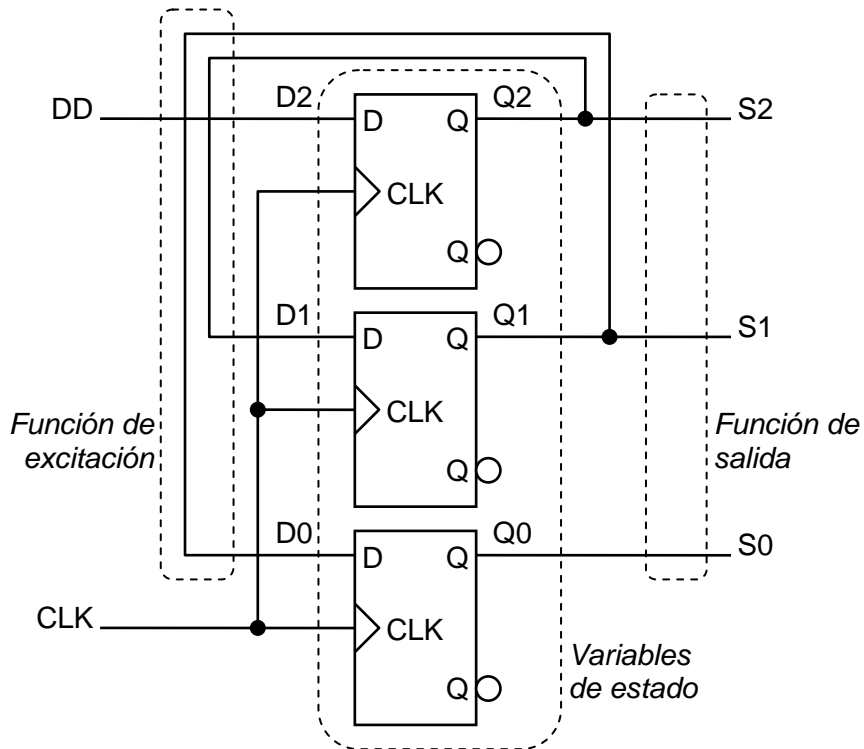 D2
Q2
DD
S2
D
Q
CLK
Q
D1
Q1
S1
D
Q
CLK
Función de
excitación
Función de
salida
Q
D0
Q0
S0
D
Q
CLK
CLK
Variables
de estado
Q